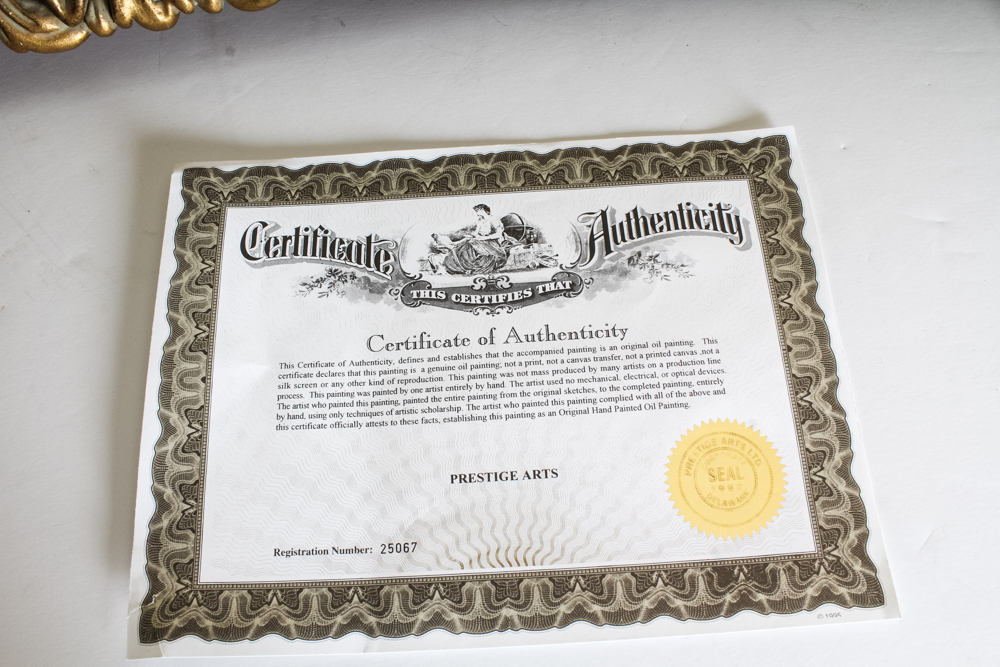 Certificate Authenticity
THIS CERTIFIES THAT
Certificate of Authenticity
This Certificate of Authenticity, defines and establishes that the accompanied painting is an original oil painting. This
certificate declares that this painting is a genuine oil painting; not a print, not a canvas transfer, not a printed canvas ,not a
silk screen or any other kind of reproduction. This painting was not mass produced by many artists on a production line
process. This painting was painted by one artist entirely by hand. The artist used no mechanical, electrical, or optical devices.
The artist who painted this painting, painted the entire painting from the original sketches, to the completed painting, entirely
by hand, using only techniques of artistic scholarship. The artist who painted this painting complied with all of the above and
this certificate officially attests to these facts, establishing this painting as an Original Hand Painted Oil Painting.
PRESTIGE ARTS LTD
SEAL
DELAWARE
PRESTIGE ARTS
Registration Number: 25067